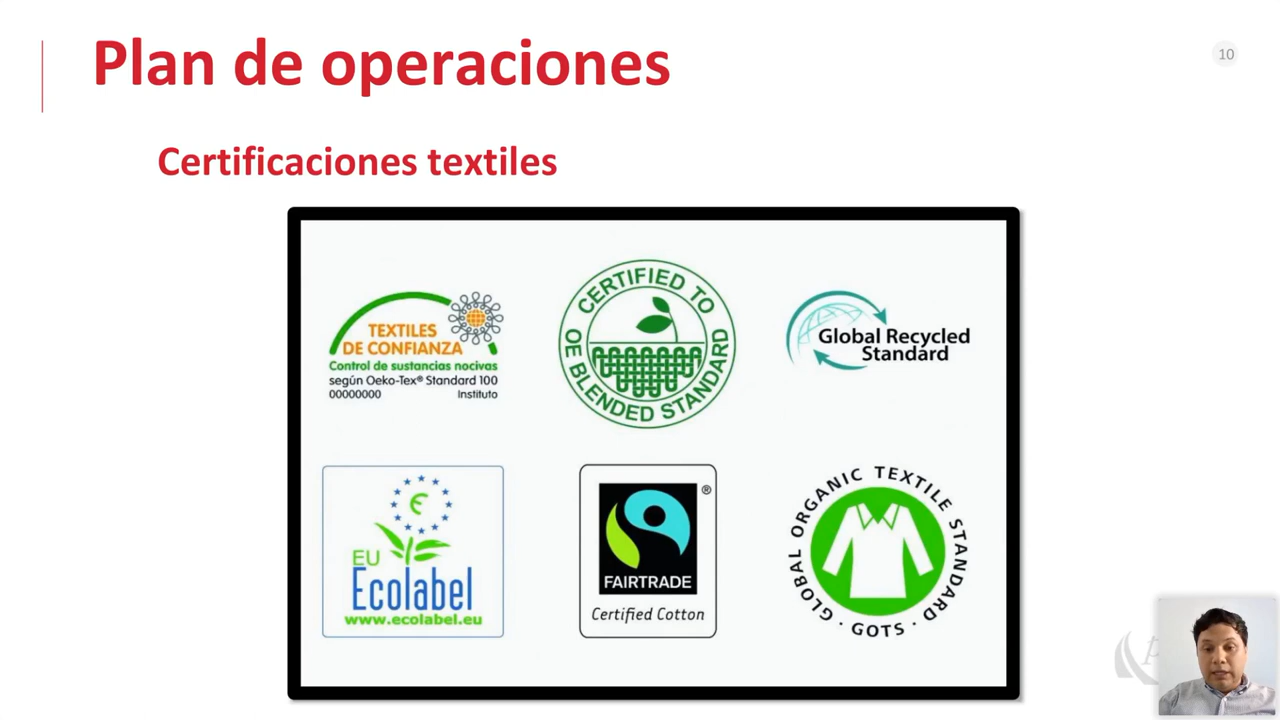 Plan de operaciones
10
Certificaciones textiles
TEXTILES
DE CONFIANZA
Control de sustancias nocivas
según Oeko-Tex® Standard 100
00000000 Instituto
CERTIFIED TO
OE BLENDED STANDARD
Global Recycled
Standard
EU
Ecolabel
www.ecolabel.eu
®
FAIRTRADE
Certified Cotton
GLOBAL ORGANIC TEXTILE STANDARD
· GOTS ·